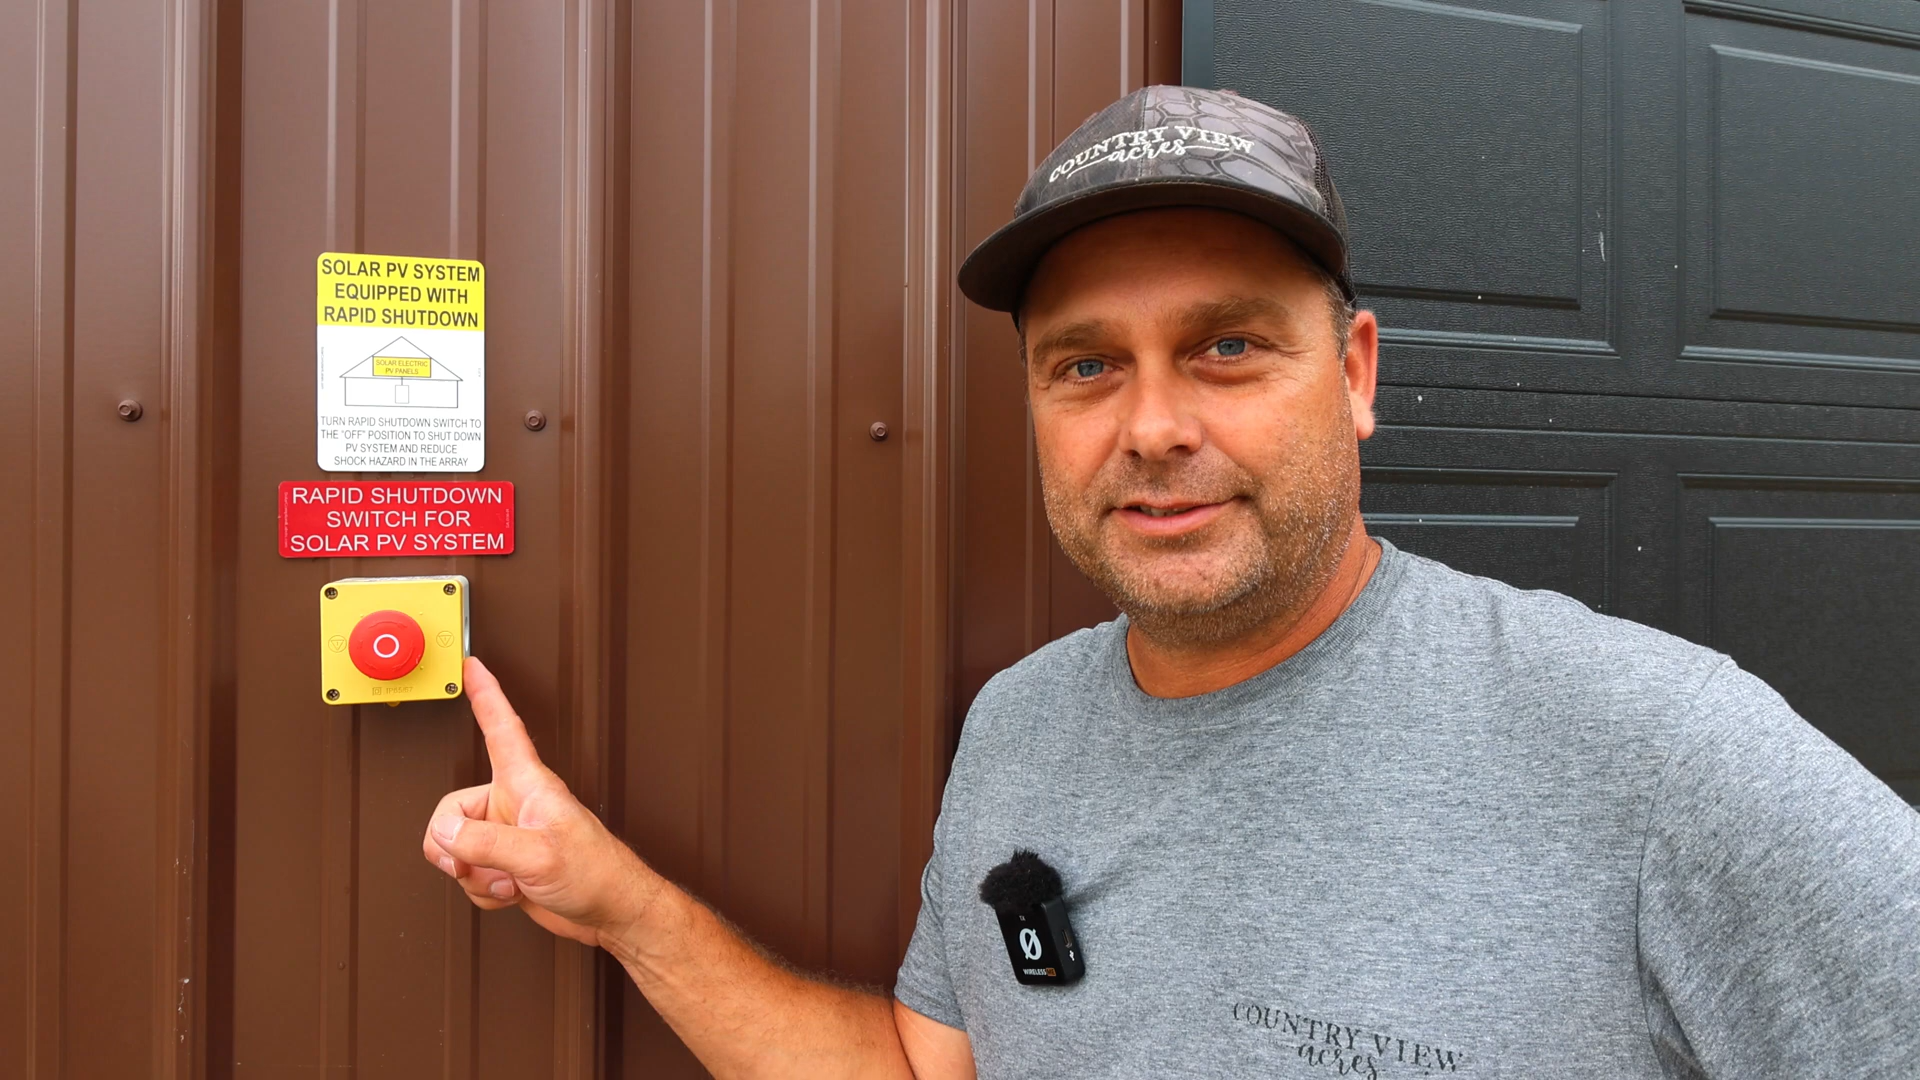 COUNTRY VIEW
acres
SOLAR PV SYSTEM
EQUIPPED WITH
RAPID SHUTDOWN
SOLAR ELECTRIC
PV PANELS
TURN RAPID SHUTDOWN SWITCH TO
THE "OFF" POSITION TO SHUT DOWN
PV SYSTEM AND REDUCE
SHOCK HAZARD IN THE ARRAY
RAPID SHUTDOWN
SWITCH FOR
SOLAR PV SYSTEM
WIRELESS ME
COUNTRY VIEW
acres